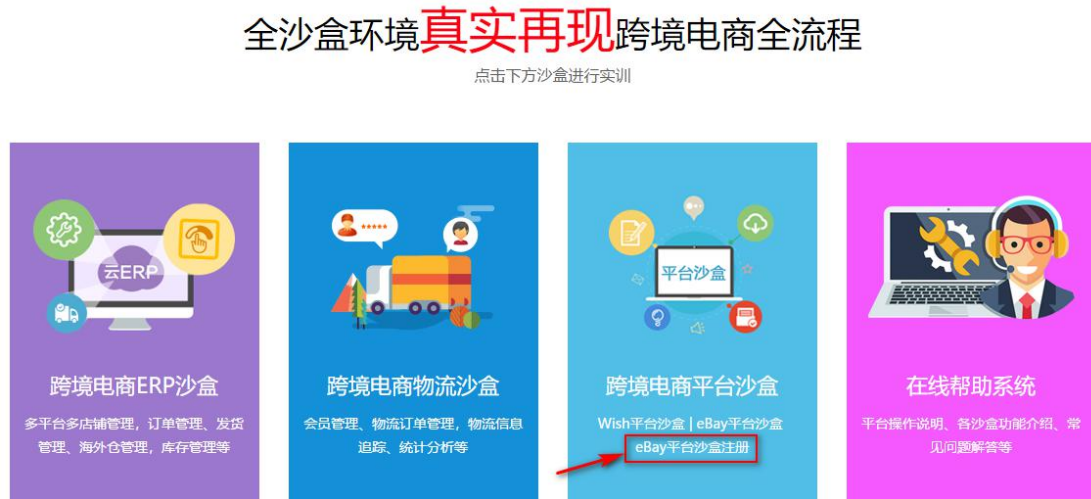 全沙盒环境真实再现跨境电商全流程
点击下方沙盒进行实训
云ERP
跨境电商ERP沙盒
多平台多店铺管理，订单管理、发货
管理、海外仓管理，库存管理等
*****
跨境电商物流沙盒
会员管理、物流订单管理，物流信息
追踪、统计分析等
平台沙盒
跨境电商平台沙盒
Wish平台沙盒 | eBay平台沙盒
eBay平台沙盒注册
在线帮助系统
平台操作说明、各沙盒功能介绍、常
见问题解答等